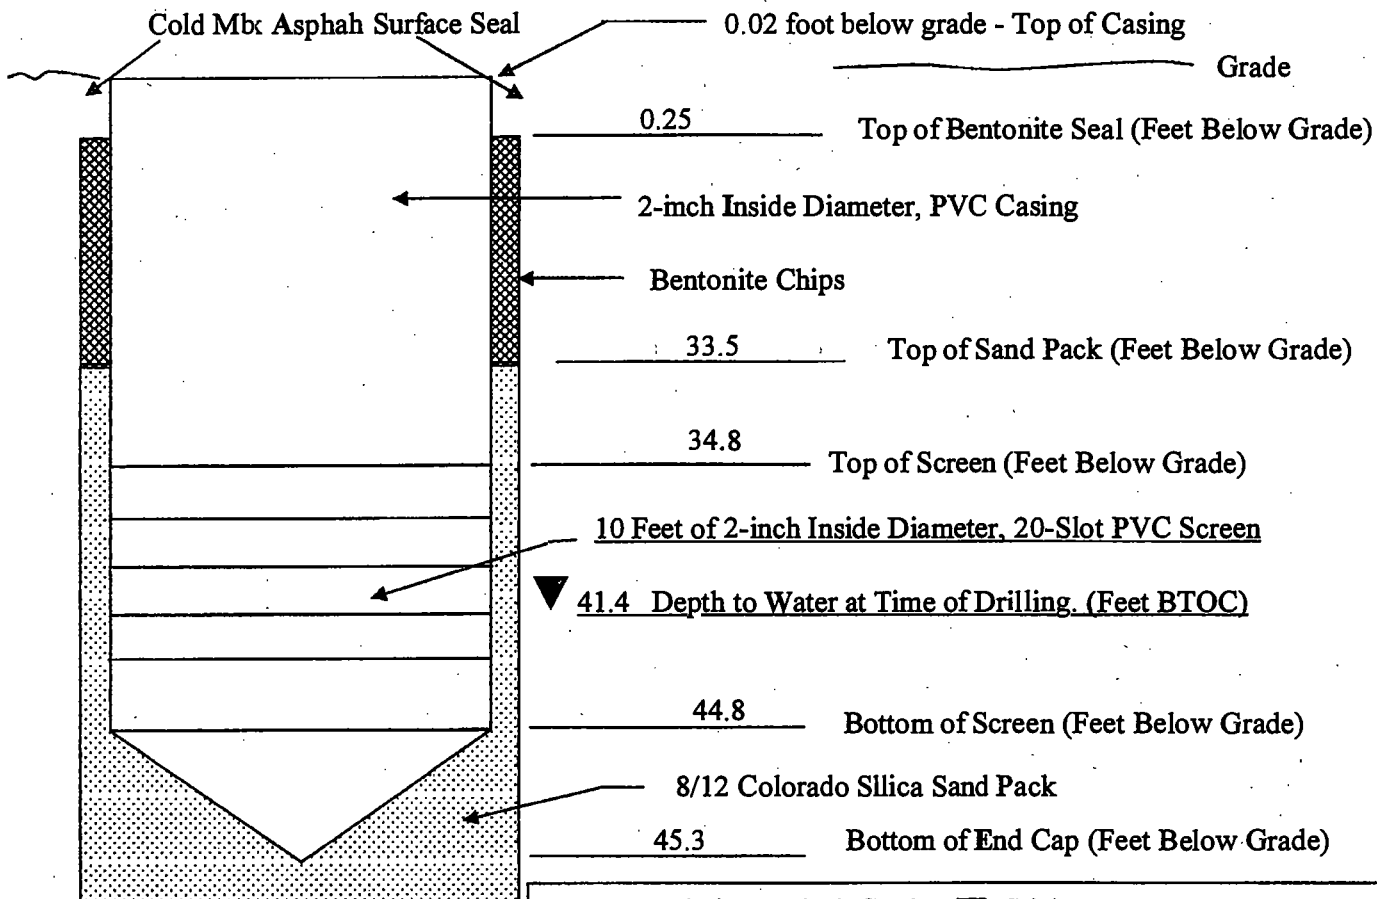 Cold Mbx Asphah Surface Seal
0.02 foot below grade - Top of Casing
Grade
0.25 Top of Bentonite Seal (Feet Below Grade)
2-mch Inside Diameter, PVC Casing
Bentonite Chips
33.5 Top of Sand Pack (Feet Below Grade)
34.8 Top of Screen (Feet Below Grade)
10 Feet of 2-inch Inside Diameter, 20-Slot PVC Screen
41.4 Depth to Water at Time of Drilling. (Feet BTOC)
44.8 Bottom of Screen (Feet Below Grade)
8/12 Colorado Sllica Sand Pack
45.3 Bottom of End Cap (Feet Below Grade)